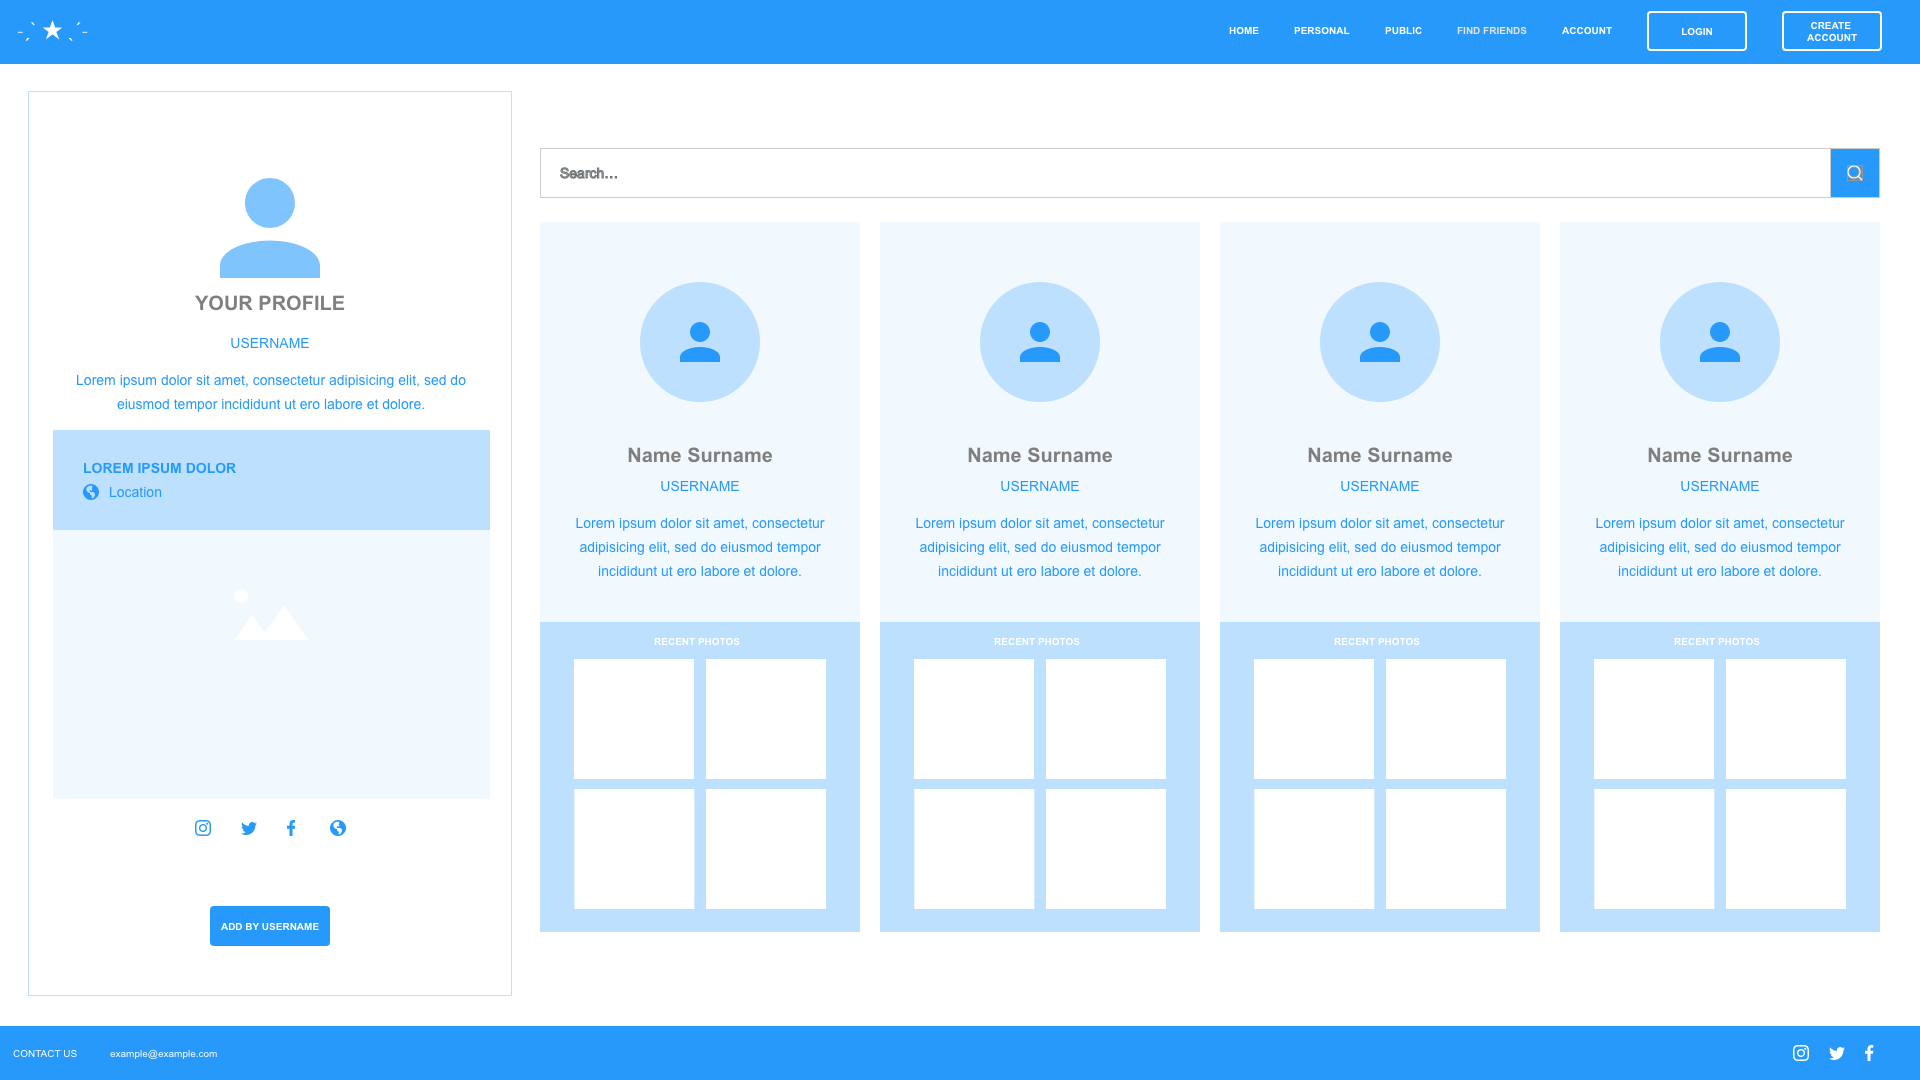 HOME
PERSONAL
PUBLIC
FIND FRIENDS
ACCOUNT
LOGIN
CREATE
ACCOUNT
YOUR PROFILE
USERNAME
Lorem ipsum dolor sit amet, consectetur adipisicing elit, sed do
eiusmod tempor incididunt ut ero labore et dolore.
LOREM IPSUM DOLOR
Location
ADD BY USERNAME
Search...
Name Surname
USERNAME
Lorem ipsum dolor sit amet, consectetur
adipisicing elit, sed do eiusmod tempor
incididunt ut ero labore et dolore.
RECENT PHOTOS
Name Surname
USERNAME
Lorem ipsum dolor sit amet, consectetur
adipisicing elit, sed do eiusmod tempor
incididunt ut ero labore et dolore.
RECENT PHOTOS
Name Surname
USERNAME
Lorem ipsum dolor sit amet, consectetur
adipisicing elit, sed do eiusmod tempor
incididunt ut ero labore et dolore.
RECENT PHOTOS
Name Surname
USERNAME
Lorem ipsum dolor sit amet, consectetur
adipisicing elit, sed do eiusmod tempor
incididunt ut ero labore et dolore.
RECENT PHOTOS
CONTACT US
example@example.com